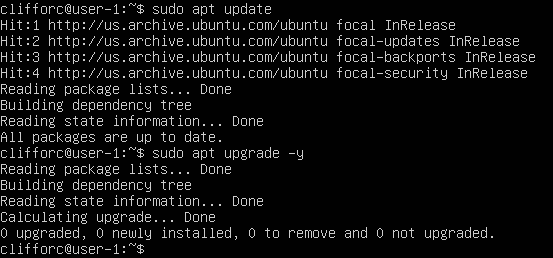 clifforc@user-1:~$ sudo apt update
Hit:1 http://us.archive.ubuntu.com/ubuntu focal InRelease
Hit:2 http://us.archive.ubuntu.com/ubuntu focal-updates InRelease
Hit:3 http://us.archive.ubuntu.com/ubuntu focal-backports InRelease
Hit:4 http://us.archive.ubuntu.com/ubuntu focal-security InRelease
Reading package lists... Done
Building dependency tree
Reading state information... Done
All packages are up to date.
clifforc@user-1:~$ sudo apt upgrade -y
Reading package lists... Done
Building dependency tree
Reading state information... Done
Calculating upgrade... Done
0 upgraded, 0 newly installed, 0 to remove and 0 not upgraded.
clifforc@user-1:~$